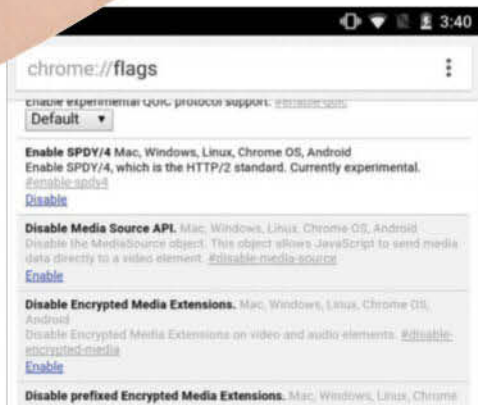 3:40
chrome://flags
Enable experimental QUIC protocol support. #enable-quic
Default
Enable SPDY/4 Mac, Windows, Linux, Chrome OS, Android
Enable SPDY/4, which is the HTTP/2 standard. Currently experimental.
#enable-spdy4
Disable
Disable Media Source API. Mac, Windows, Linux, Chrome OS, Android
Disable the MediaSource object. This object allows JavaScript to send media
data directly to a video element. #disable-media-source
Enable
Disable Encrypted Media Extensions. Mac, Windows, Linux, Chrome OS,
Android
Disable Encrypted Media Extensions on video and audio elements. #disable-
encrypted-media
Enable
Disable prefixed Encrypted Media Extensions. Mac, Windows, Linux, Chrome